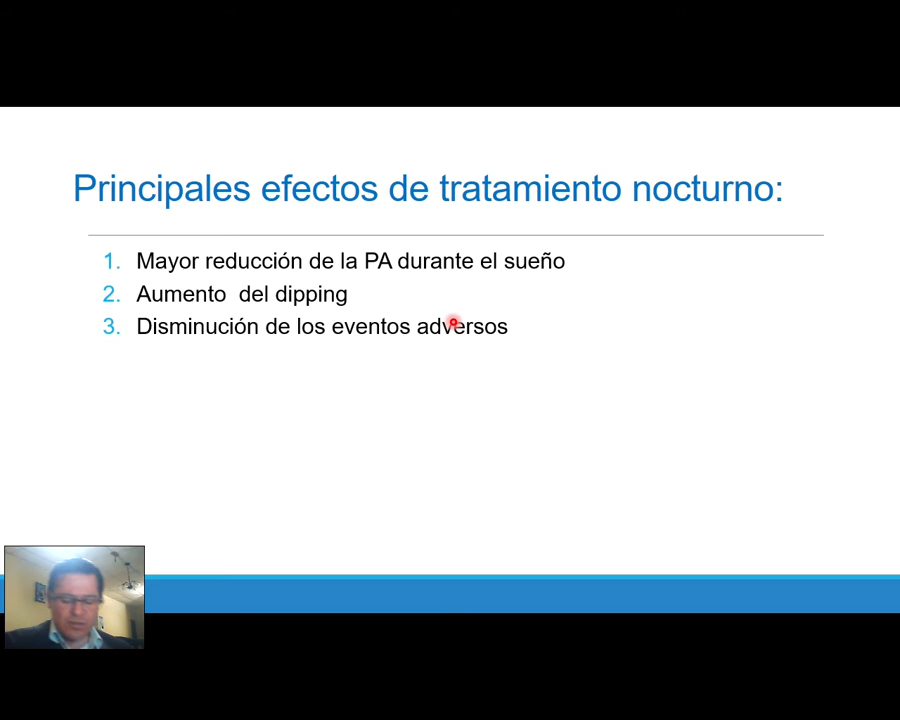 Principales efectos de tratamiento nocturno:
1. Mayor reducción de la PA durante el sueño
2. Aumento  del dipping
3. Disminución de los eventos adversos